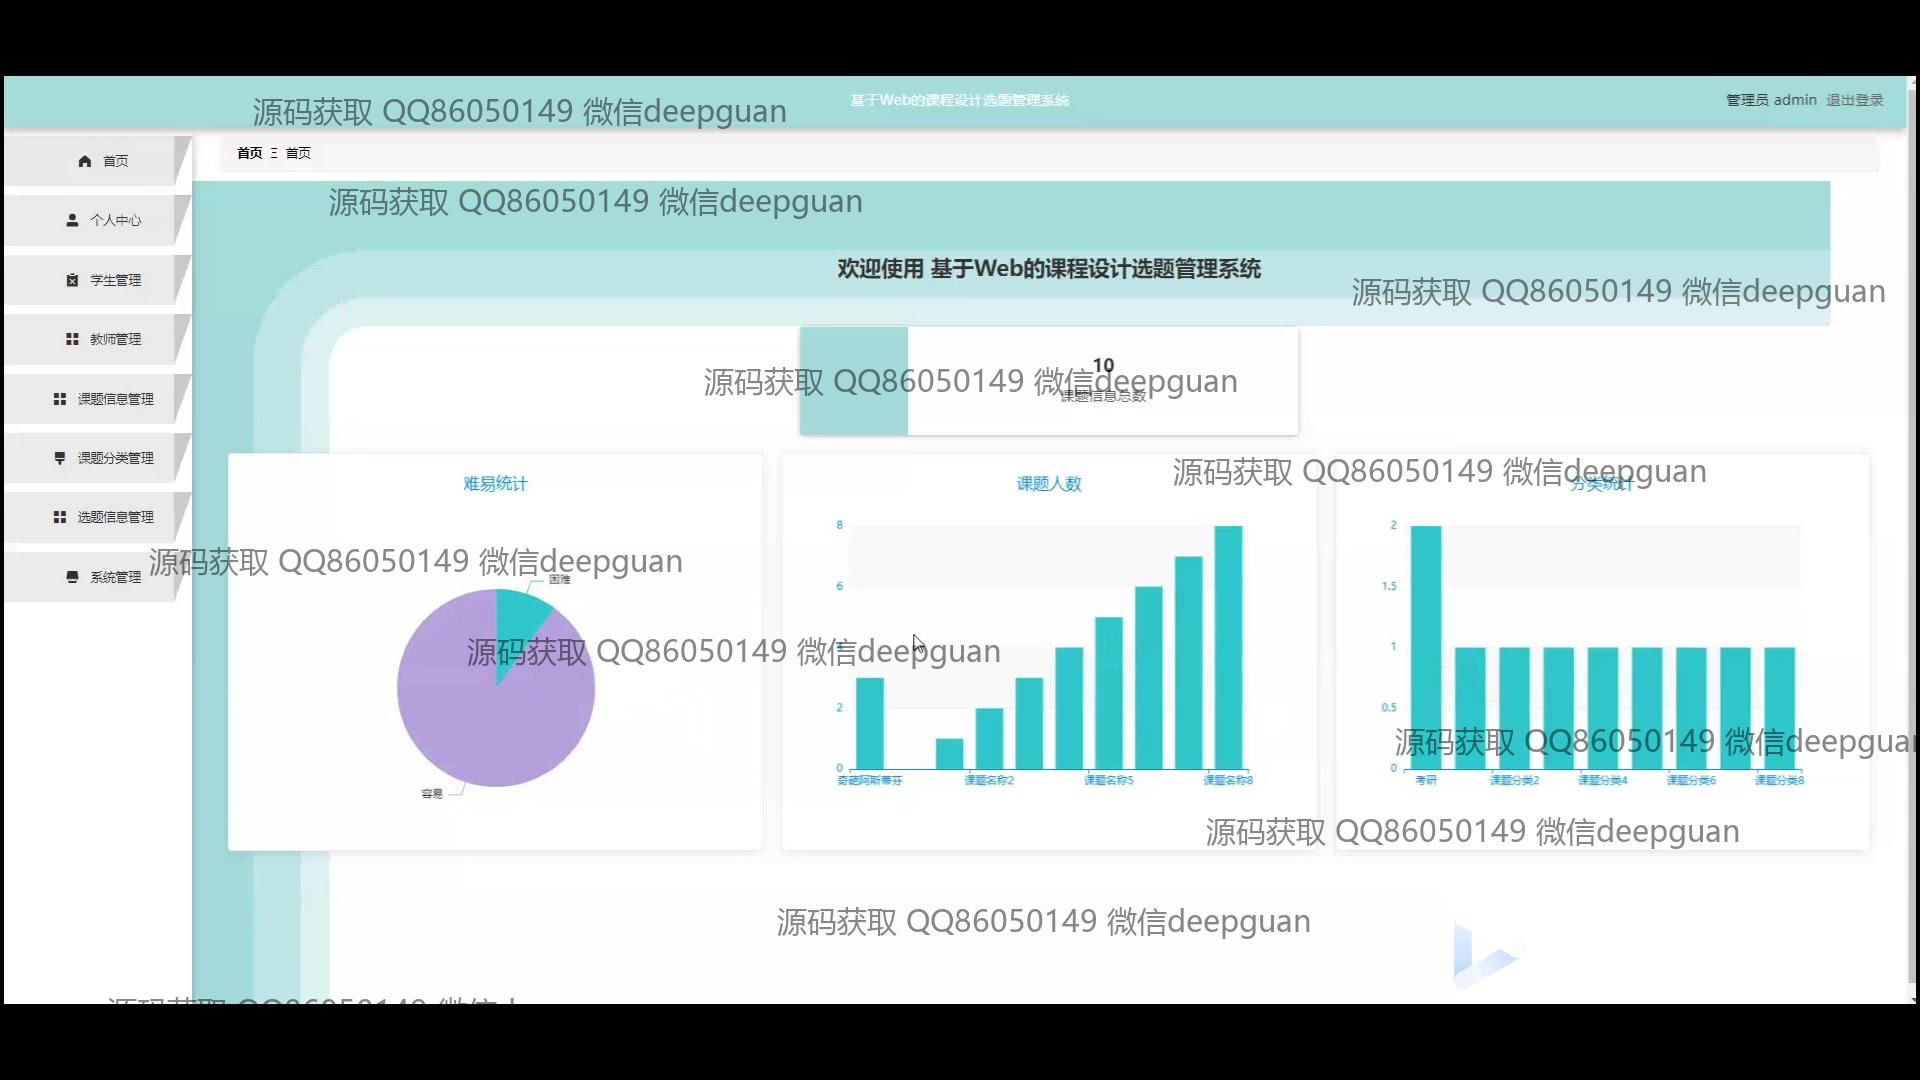 源码获取 QQ86050149 微信deepguan
基于Web的课程设计选题管理系统
管理员 admin 退出登录
首页
首页 Ξ 首页
个人中心
源码获取 QQ86050149 微信deepguan
学生管理
欢迎使用 基于Web的课程设计选题管理系统
源码获取 QQ86050149 微信deepguan
教师管理
课题信息管理
10
源码获取 QQ86050149 微信deepguan
课题信息总数
课题分类管理
选题信息管理
系统管理
源码获取 QQ86050149 微信deepguan
难易统计
困难
容易
源码获取 QQ86050149 微信deepguan
课题人数
8
6
2
0
奇葩阿斯蒂芬 课题名称2 课题名称5 课题名称8
源码获取 QQ86050149 微信deepguan
分类统计
2
1.5
1
0.5
0
源码获取 QQ86050149 微信deepgua
考研 课题分类2 课题分类4 课题分类6 课题分类8
源码获取 QQ86050149 微信deepguan
源码获取 QQ86050149 微信deepguan